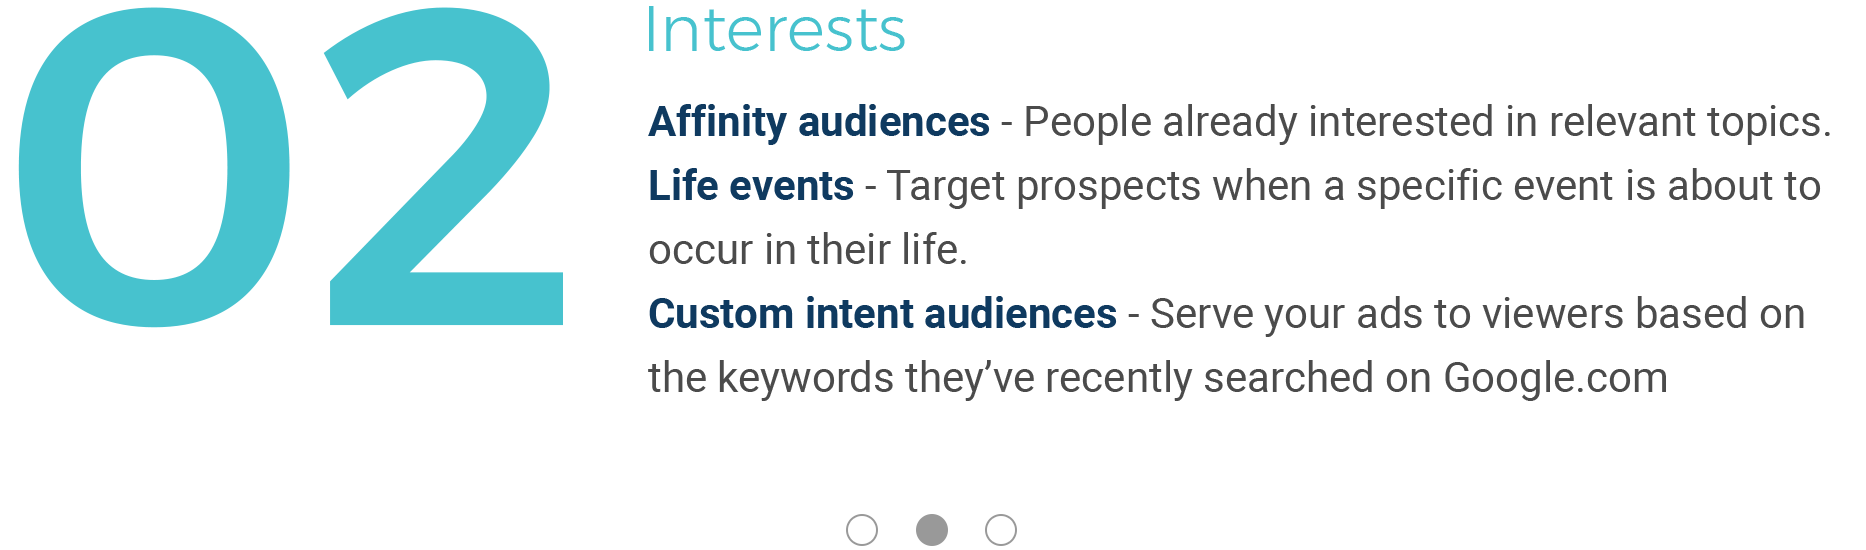 02
Interests
Affinity audiences - People already interested in relevant topics.
Life events - Target prospects when a specific event is about to
occur in their life.
Custom intent audiences - Serve your ads to viewers based on
the keywords they’ve recently searched on Google.com